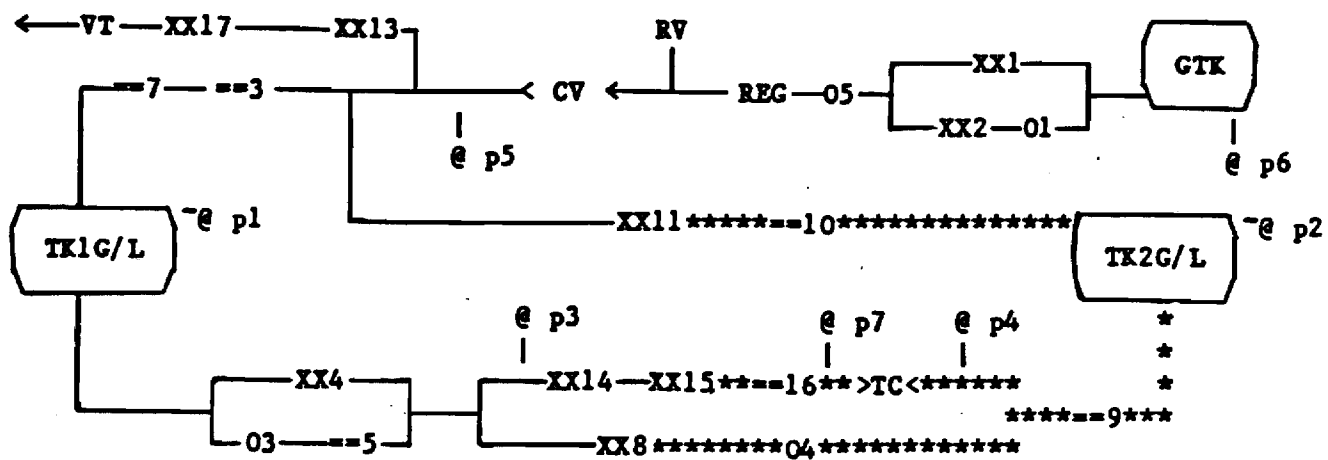 VT XX17 XX13 RV
==7 ==3 CV REG 05 XX1 GTK
XX2 01
@ p5 @ p6
TK1G/L ~@ p1 XX11*****==10************** TK2G/L ~@ p2
@ p3 @ p7 @ p4 *
*
XX4 XX14 XX15**==16**>TC<****** *
****==9***
03 ==5 XX8********04************